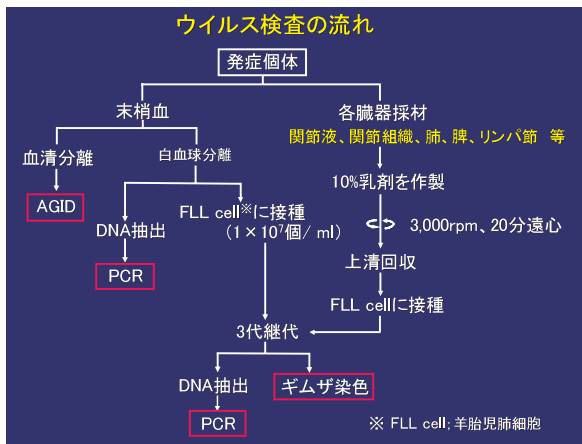 ウイルス検査の流れ
発症個体
末梢血
各臓器採材
関節液、関節組織、肺、脾、リンパ節 等
血清分離
白血球分離
10%乳剤を作製
AGID
DNA抽出
FLL cell※に接種
(1×10⁷個/ml)
3,000rpm、20分遠心
PCR
上清回収
FLL cellに接種
3代継代
DNA抽出
ギムザ染色
PCR
※ FLL cell; 羊胎児肺細胞